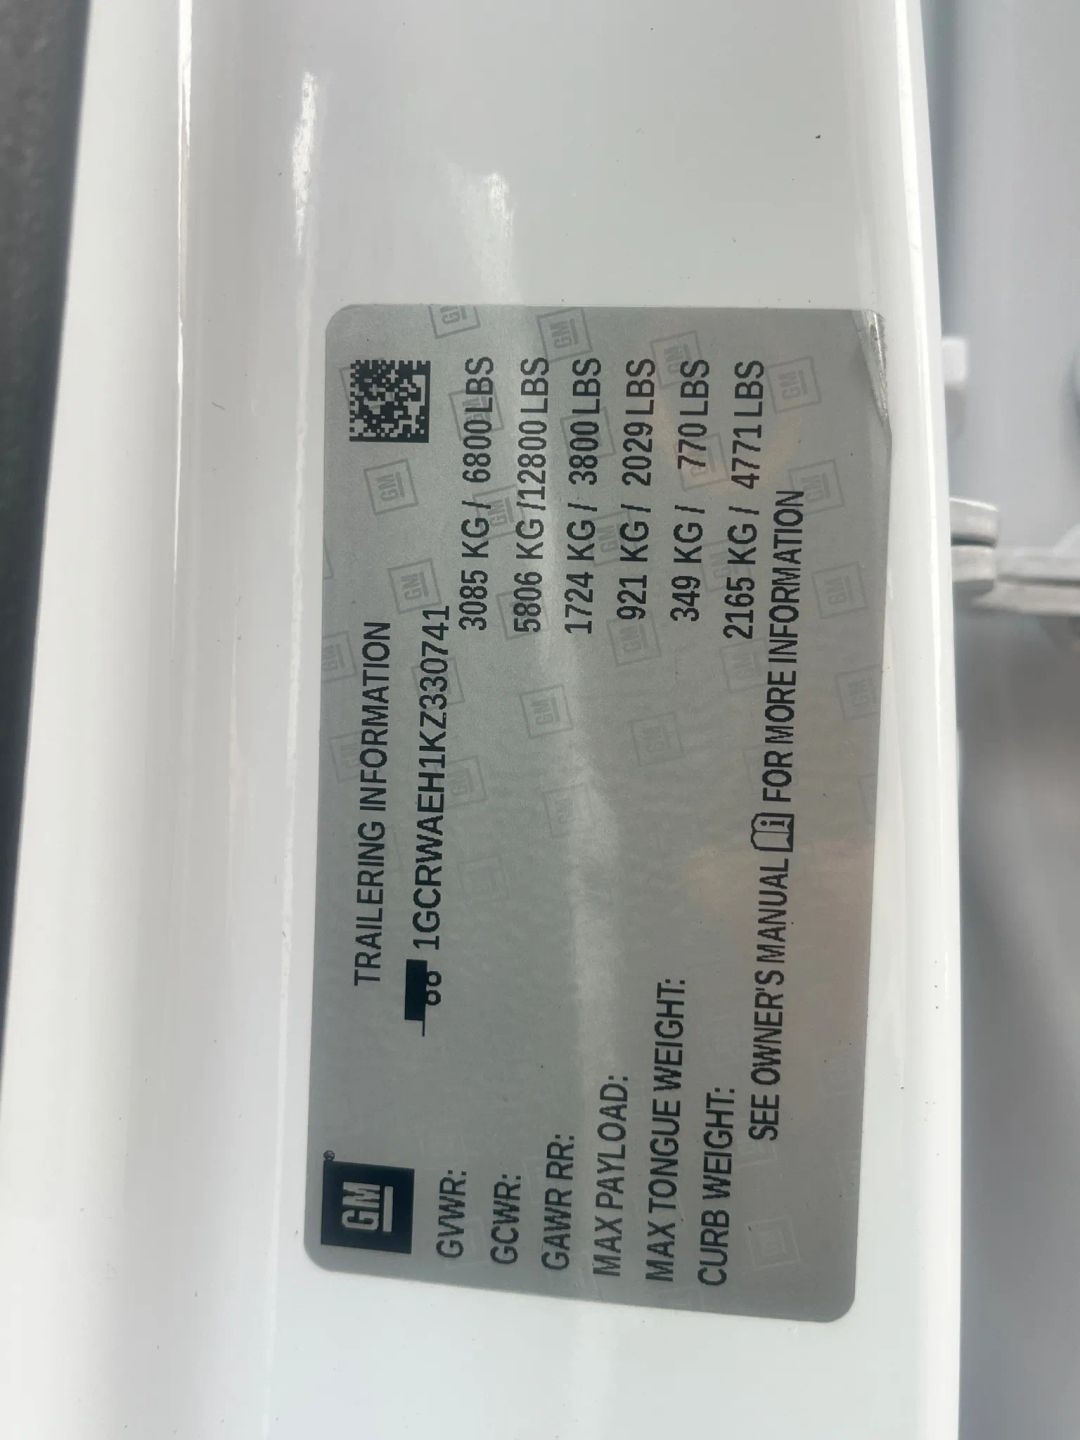 GM
TRAILERING INFORMATION
1GCRWAEH1KZ330741
GVWR: 3085 KG / 6800 LBS
GCWR: 5806 KG /12800 LBS
GAWR RR: 1724 KG / 3800 LBS
MAX PAYLOAD: 921 KG / 2029 LBS
MAX TONGUE WEIGHT: 349 KG / 770 LBS
CURB WEIGHT: 2165 KG / 4771 LBS
SEE OWNER'S MANUAL FOR MORE INFORMATION